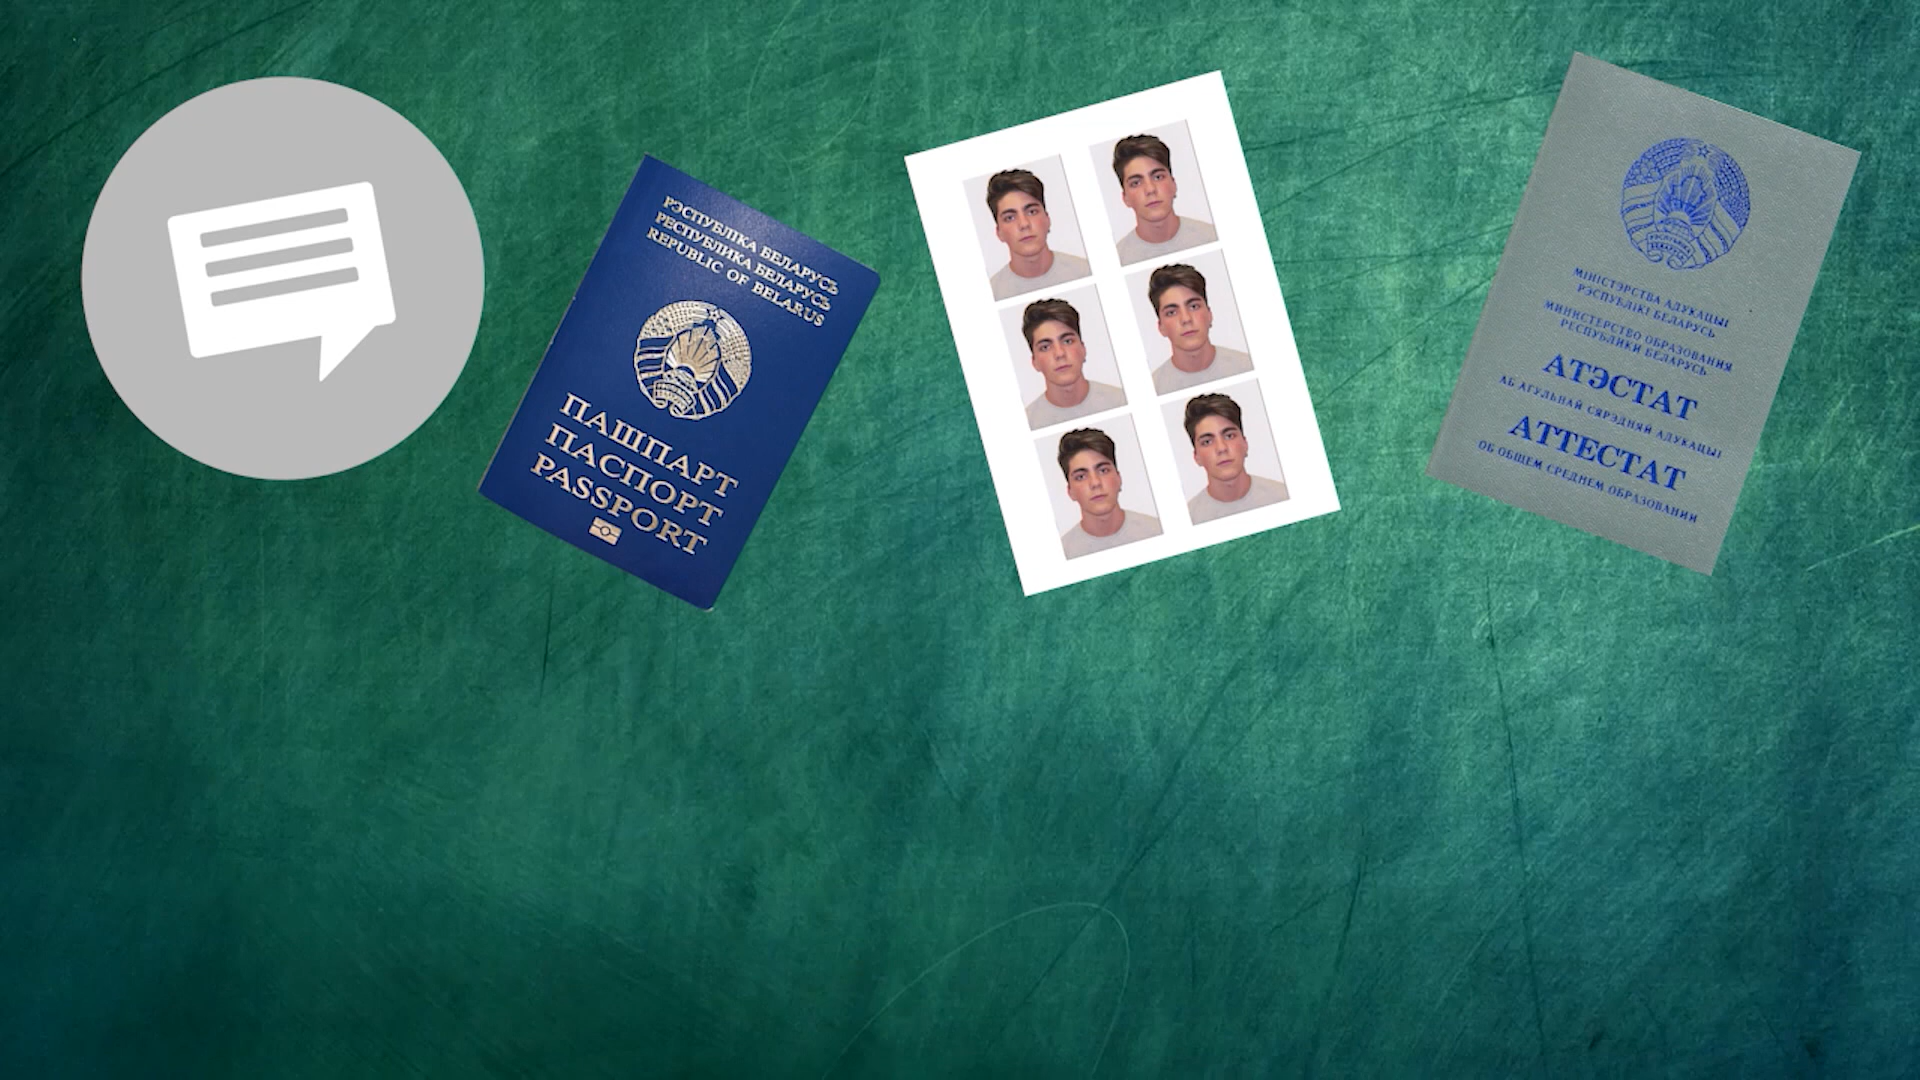 РЭСПУБЛІКА БЕЛАРУСЬ
РЕСПУБЛИКА БЕЛАРУСЬ
REPUBLIC OF BELARUS
ПАШПАРТ
ПАСПОРТ
PASSPORT
МІНІСТЭРСТВА АДУКАЦЫІ
РЭСПУБЛІКІ БЕЛАРУСЬ
МИНИСТЕРСТВО ОБРАЗОВАНИЯ
РЕСПУБЛИКИ БЕЛАРУСЬ
АТЭСТАТ
АБ АГУЛЬНАЙ СЯРЭДНЯЙ АДУКАЦЫІ
АТТЕСТАТ
ОБ ОБЩЕМ СРЕДНЕМ ОБРАЗОВАНИИ